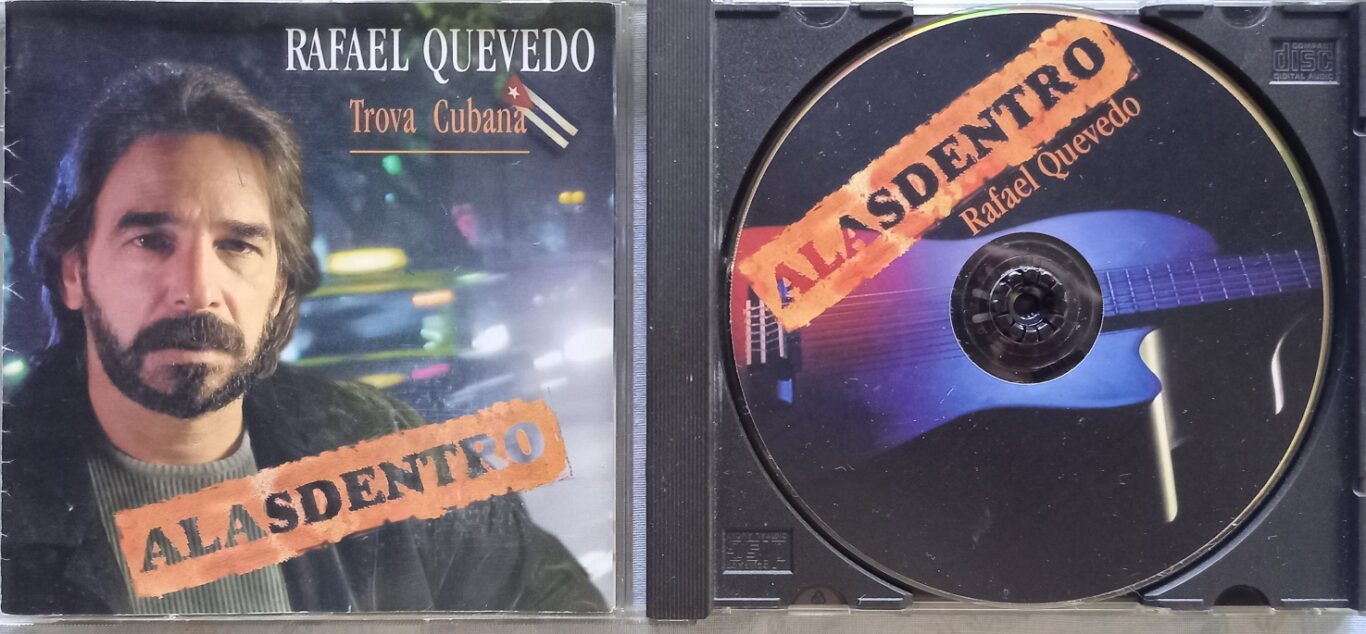 RAFAEL QUEVEDO
Trova Cubana
ALASDENTRO
ALASDENTRO
Rafael Quevedo
COMPACT
disc
DIGITAL AUDIO